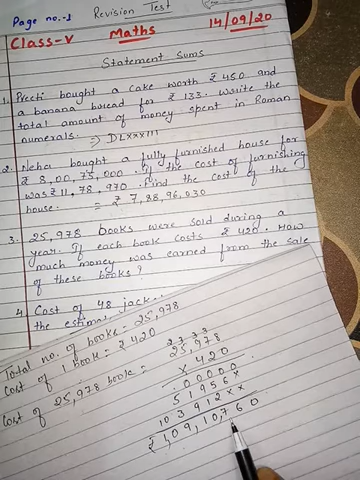 Page no.-1 Revision Test
Class-V Maths 14/09/20
Statement Sums
1. Preeti bought a cake worth ₹ 450 and
a banana bread for ₹ 133. Write the
total amount of money spent in Roman
numerals. ⇒ DLXXXIII
2. Neha bought a fully furnished house for
₹ 8,00,75,000. If the cost of furnishing
was ₹ 11,78,970. Find the cost of the
house. = ₹ 7,88,96,030
3. 25,978 books were sold during a
year. If each book costs ₹ 420. How
much money was earned from the sale
of these books?
4. Cost of 48 jack
the estima
Total no. of books = 25,978
Cost of 1 book = ₹ 420
Cost of 25,978 book =
25,978
× 420
00000
51956×
103912××
₹ 1,09,10,760